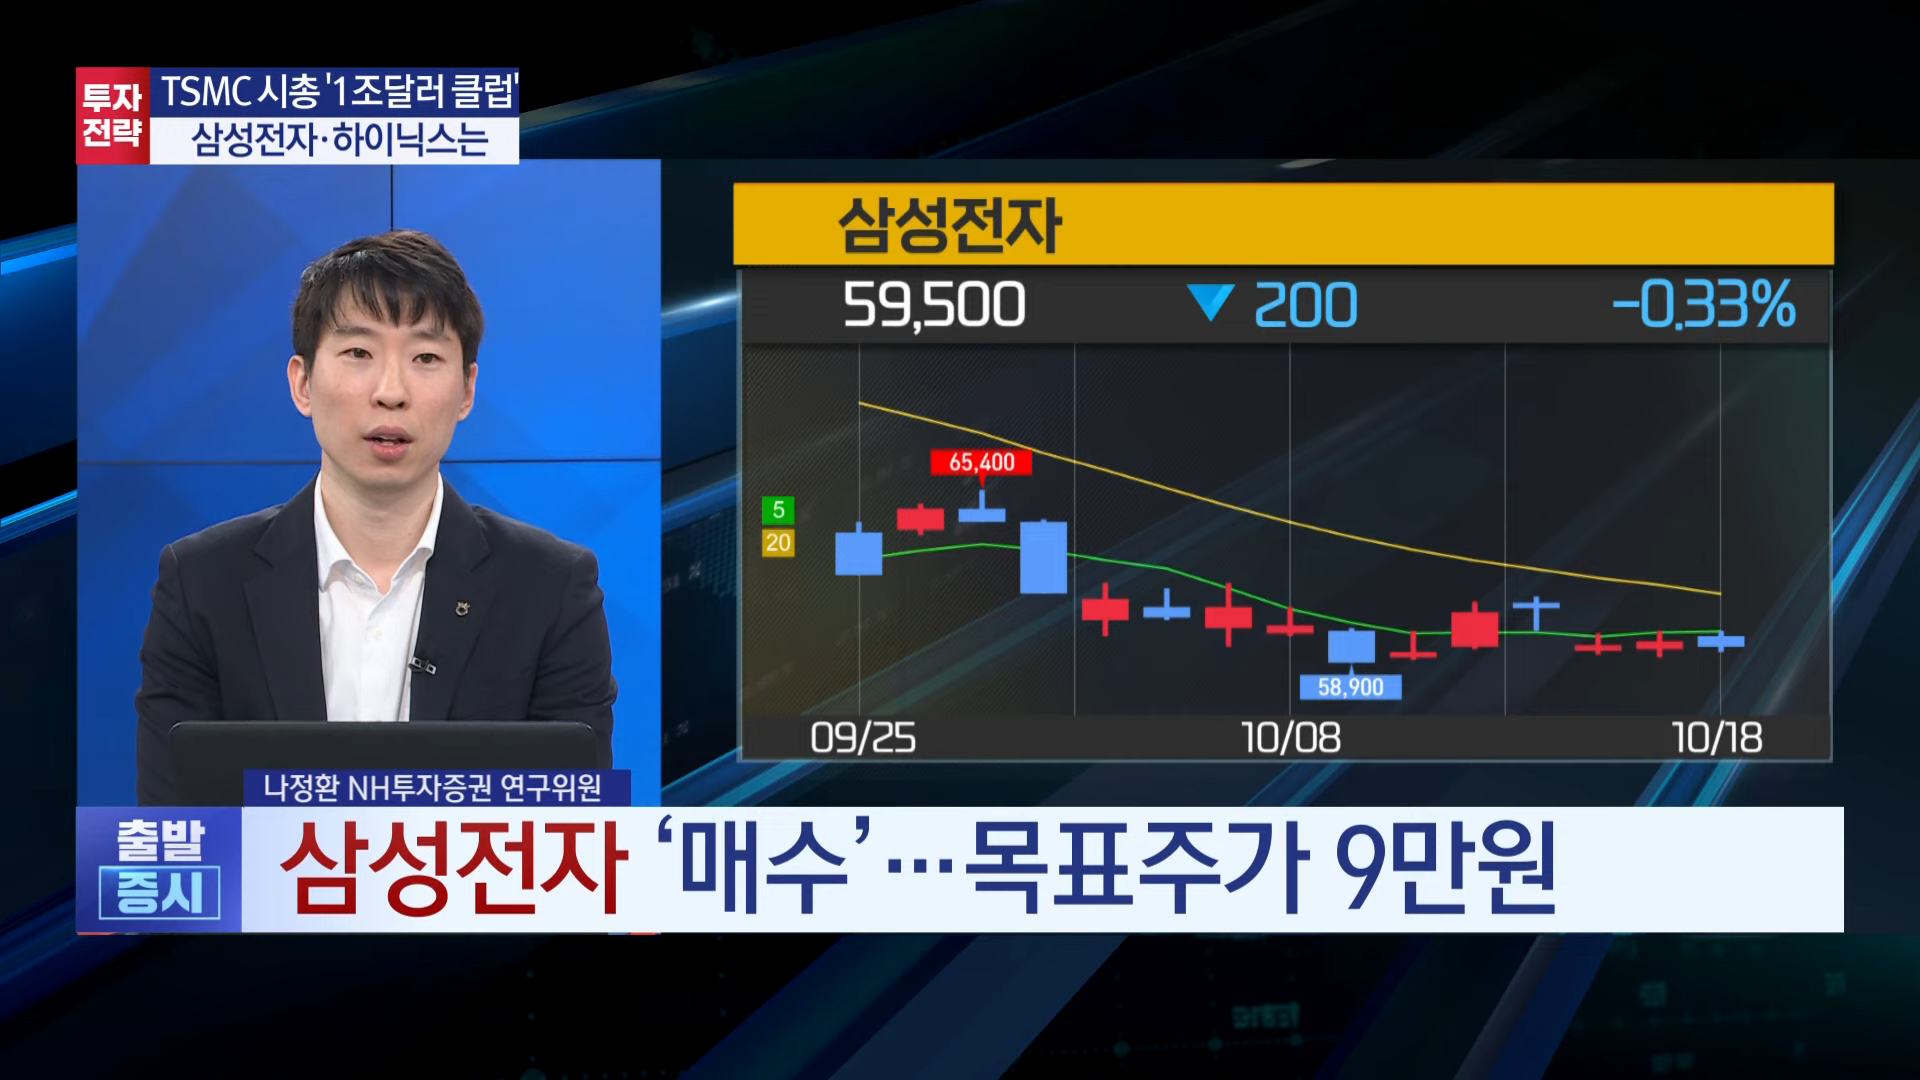 투자
전략
TSMC 시총 '1조달러 클럽'
삼성전자·하이닉스는
삼성전자
59,500 ▼ 200 -0.33%
65,400
5
20
58,900
09/25 10/08 10/18
나정환 NH투자증권 연구위원
출발
증시
삼성전자 ‘매수’…목표주가 9만원